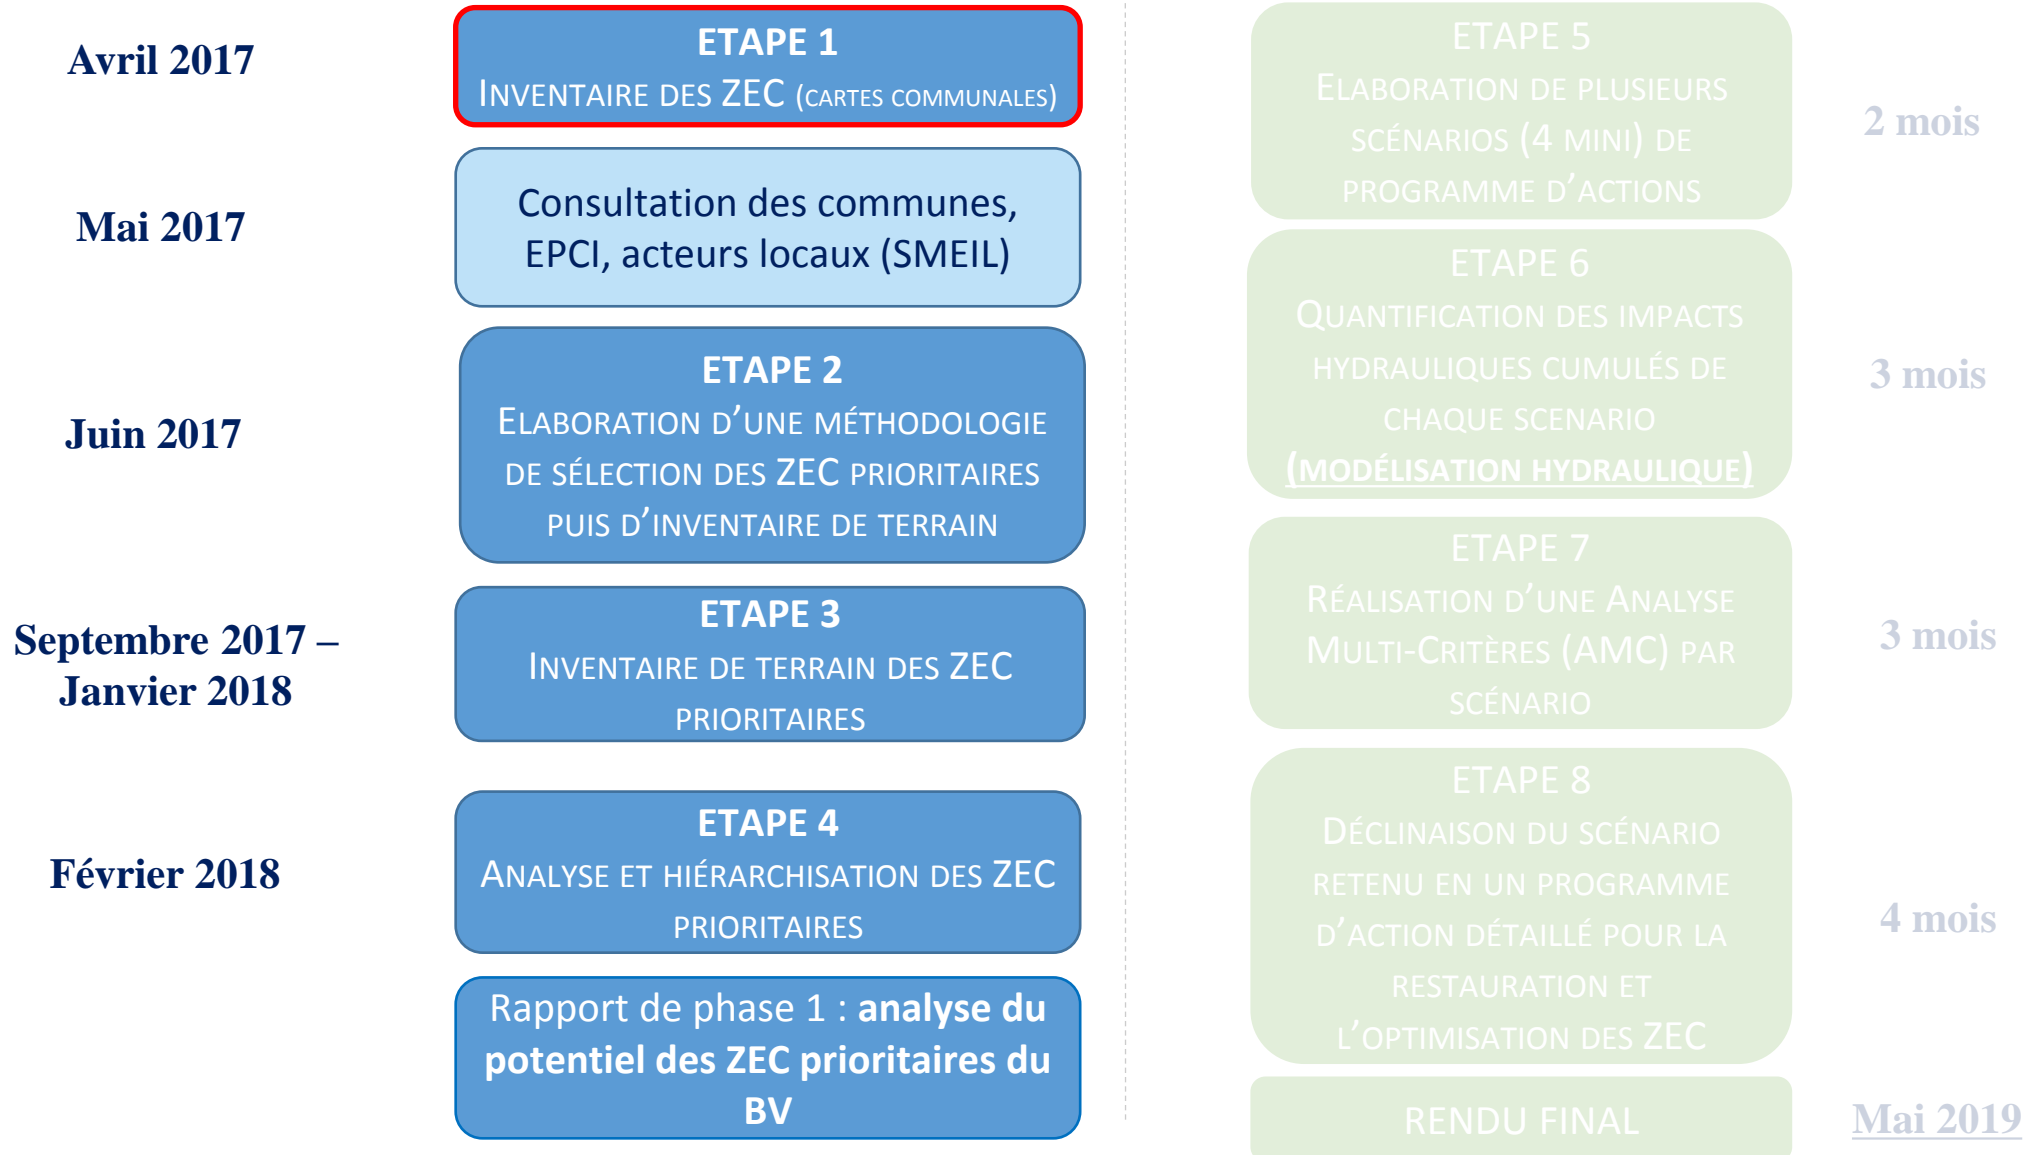 Avril 2017
ETAPE 1
INVENTAIRE DES ZEC (CARTES COMMUNALES)
Mai 2017
Consultation des communes,
EPCI, acteurs locaux (SMEIL)
Juin 2017
ETAPE 2
ELABORATION D’UNE MÉTHODOLOGIE
DE SÉLECTION DES ZEC PRIORITAIRES
PUIS D’INVENTAIRE DE TERRAIN
Septembre 2017 –
Janvier 2018
ETAPE 3
INVENTAIRE DE TERRAIN DES ZEC
PRIORITAIRES
Février 2018
ETAPE 4
ANALYSE ET HIÉRARCHISATION DES ZEC
PRIORITAIRES
Rapport de phase 1 : analyse du
potentiel des ZEC prioritaires du
BV
ETAPE 5
ELABORATION DE PLUSIEURS
SCÉNARIOS (4 MINI) DE
PROGRAMME D’ACTIONS
2 mois
ETAPE 6
QUANTIFICATION DES IMPACTS
HYDRAULIQUES CUMULÉS DE
CHAQUE SCENARIO
(MODÉLISATION HYDRAULIQUE)
3 mois
ETAPE 7
RÉALISATION D’UNE ANALYSE
MULTI-CRITÈRES (AMC) PAR
SCÉNARIO
3 mois
ETAPE 8
DÉCLINAISON DU SCÉNARIO
RETENU EN UN PROGRAMME
D’ACTION DÉTAILLÉ POUR LA
RESTAURATION ET
L’OPTIMISATION DES ZEC
4 mois
RENDU FINAL
Mai 2019